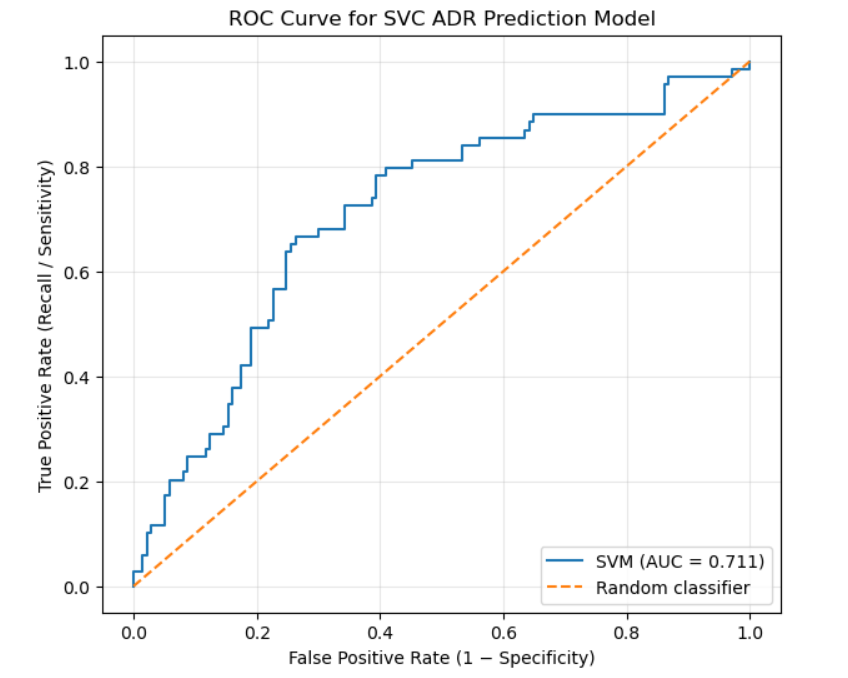 ROC Curve for SVC ADR Prediction Model
True Positive Rate (Recall / Sensitivity)
1.0
0.8
0.6
0.4
0.2
0.0
SVM (AUC = 0.711)
Random classifier
0.0 0.2 0.4 0.6 0.8 1.0
False Positive Rate (1 − Specificity)